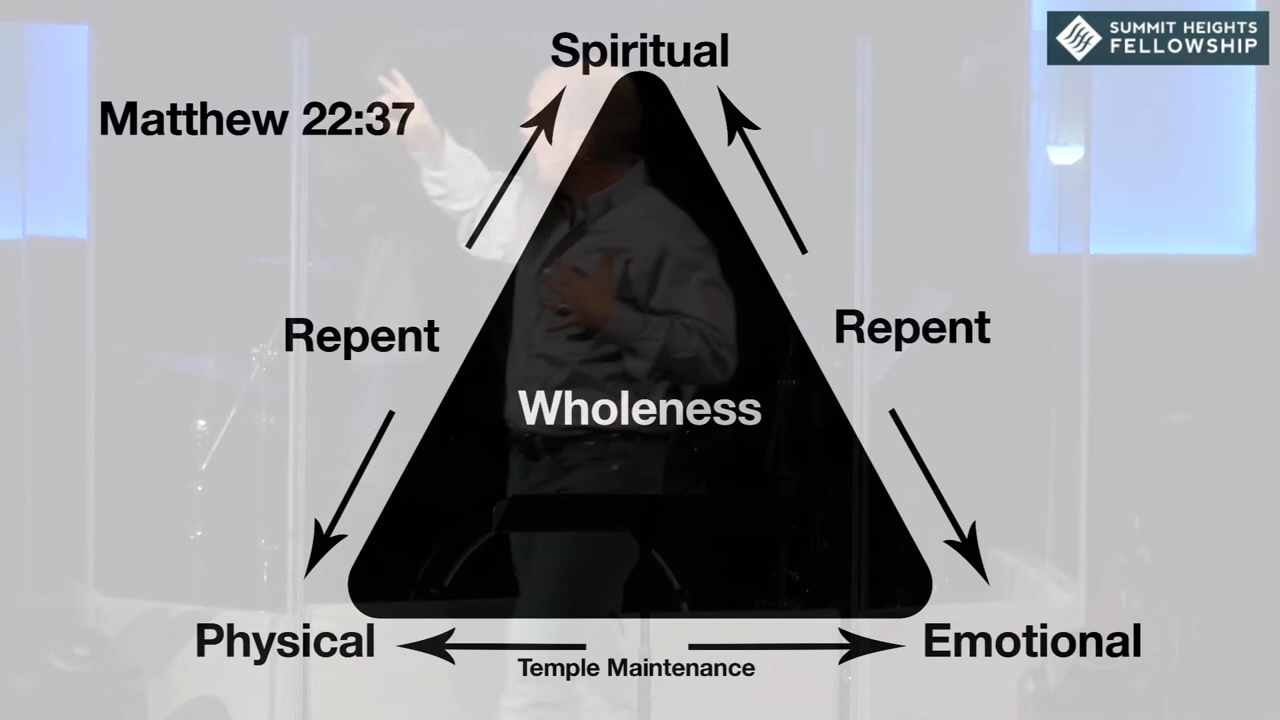 SUMMIT HEIGHTS
FELLOWSHIP
Spiritual
Matthew 22:37
Repent
Repent
Wholeness
Physical
Emotional
Temple Maintenance